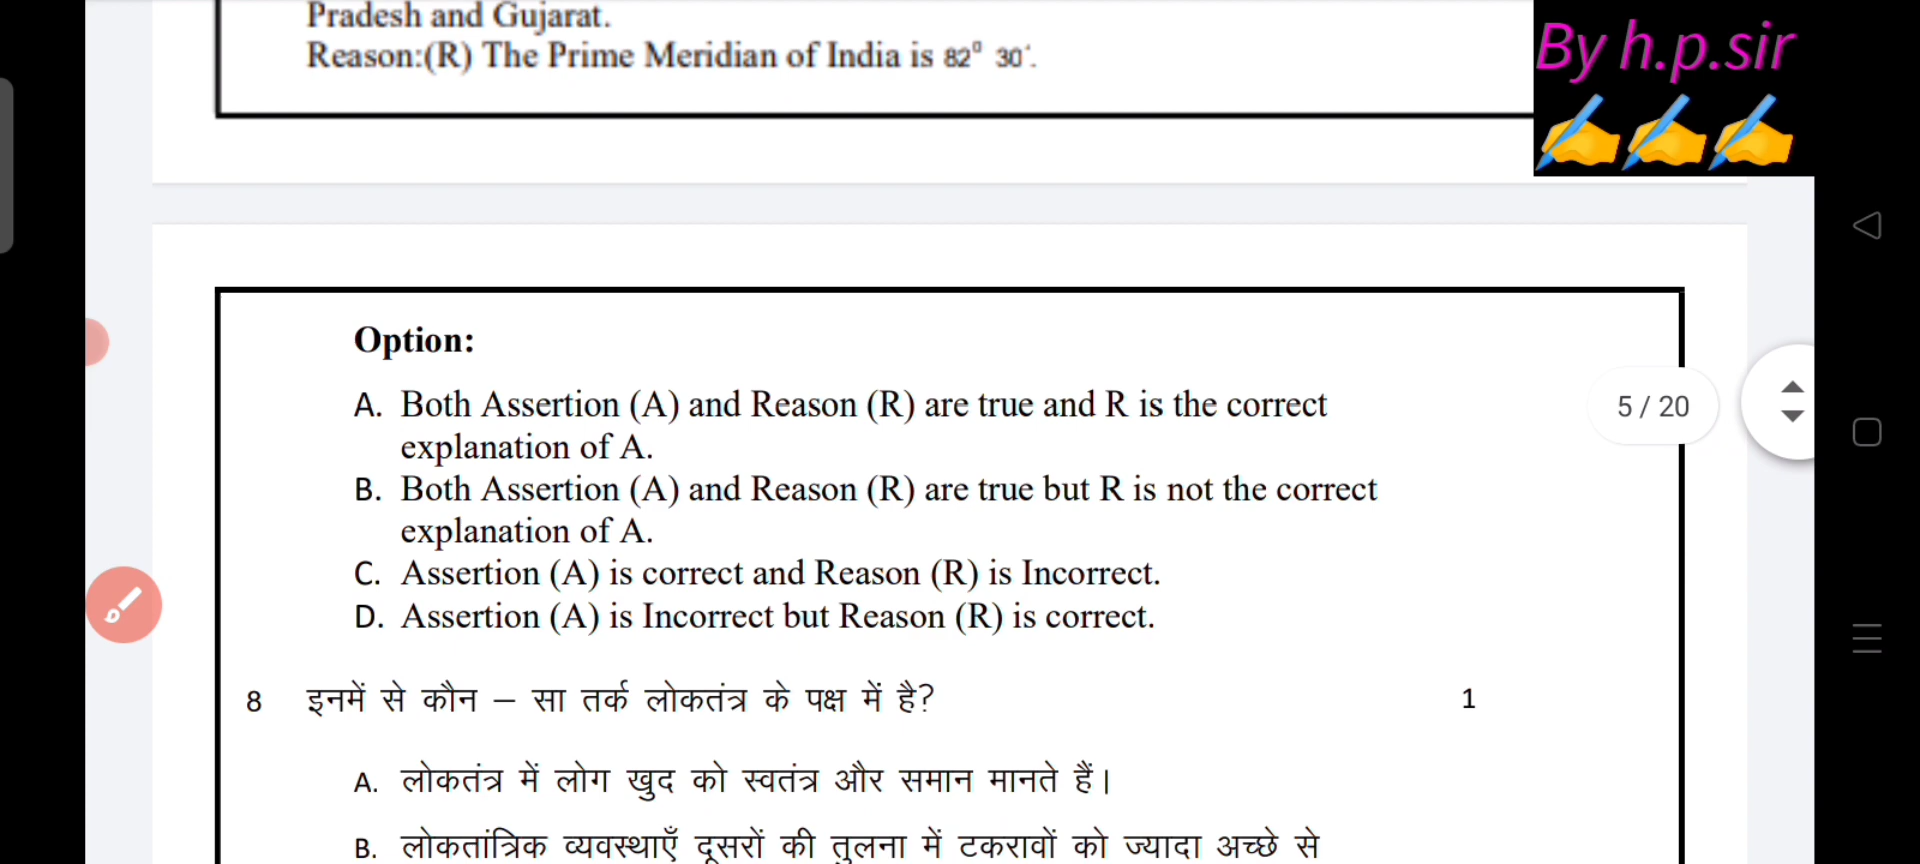 Pradesh and Gujarat.
Reason:(R) The Prime Meridian of India is 82⁰ 30′.
By h.p.sir
Option:
A. Both Assertion (A) and Reason (R) are true and R is the correct
explanation of A.
B. Both Assertion (A) and Reason (R) are true but R is not the correct
explanation of A.
C. Assertion (A) is correct and Reason (R) is Incorrect.
D. Assertion (A) is Incorrect but Reason (R) is correct.
5 / 20
8 इनमें से कौन – सा तर्क लोकतंत्र के पक्ष में है? 1
A. लोकतंत्र में लोग खुद को स्वतंत्र और समान मानते हैं।
B. लोकतांत्रिक व्यवस्थाएँ दूसरों की तुलना में टकरावों को ज्यादा अच्छे से